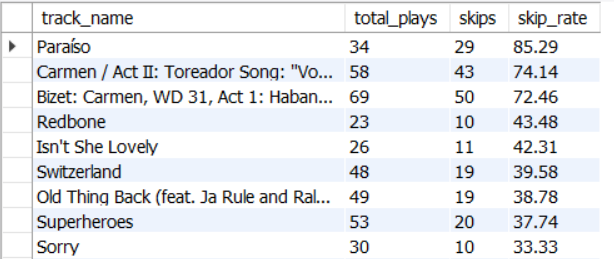 track_name total_plays skips skip_rate
Paraíso 34 29 85.29
Carmen / Act II: Toreador Song: "Vo... 58 43 74.14
Bizet: Carmen, WD 31, Act 1: Haban... 69 50 72.46
Redbone 23 10 43.48
Isn't She Lovely 26 11 42.31
Switzerland 48 19 39.58
Old Thing Back (feat. Ja Rule and Ral... 49 19 38.78
Superheroes 53 20 37.74
Sorry 30 10 33.33